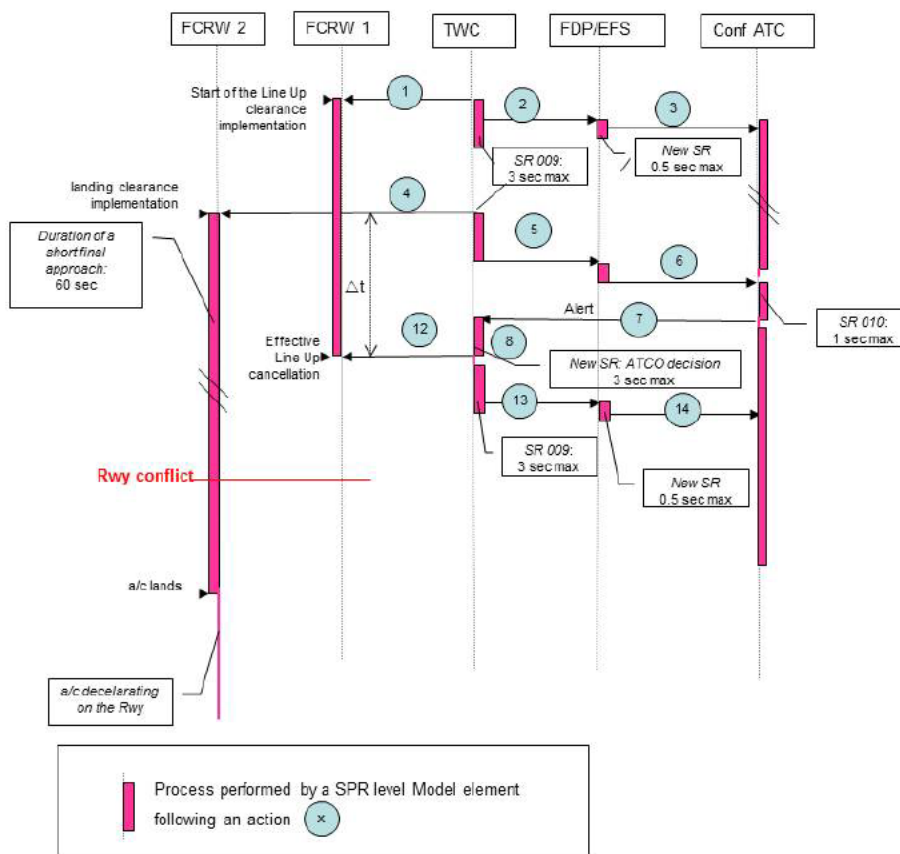 FCRW 2
FCRW 1
TWC
FDP/EFS
Conf ATC
Start of the Line Up
clearance
implementation
1
2
3
SR 009:
3 sec max
New SR
0.5 sec max
landing clearance
implementation
4
Duration of a
short final
approach:
60 sec
5
6
Δt
Alert
7
SR 010:
1 sec max
12
8
Effective
Line Up
cancellation
New SR: ATCO decision
3 sec max
13
14
SR 009:
3 sec max
New SR
0.5 sec max
Rwy conflict
a/c lands
a/c decelarating
on the Rwy
Process performed by a SPR level Model element
following an action x